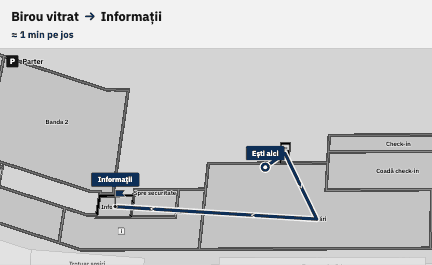 Birou vitrat → Informații
≈ 1 min pe jos
P Parter
Banda 2
Check-in
Coadă check-in
Ești aici
Informații
Spre securitate
Info